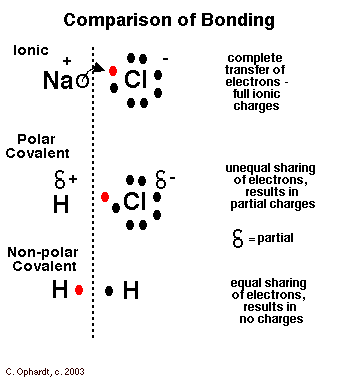 Comparison of Bonding
Ionic
+
Na
Cl
-
complete
transfer of
electrons -
full ionic
charges
Polar
Covalent
δ+
H
Cl
δ-
unequal sharing
of electrons,
results in
partial charges
δ = partial
Non-polar
Covalent
H H
equal sharing
of electrons,
results in
no charges
C. Ophardt, c. 2003